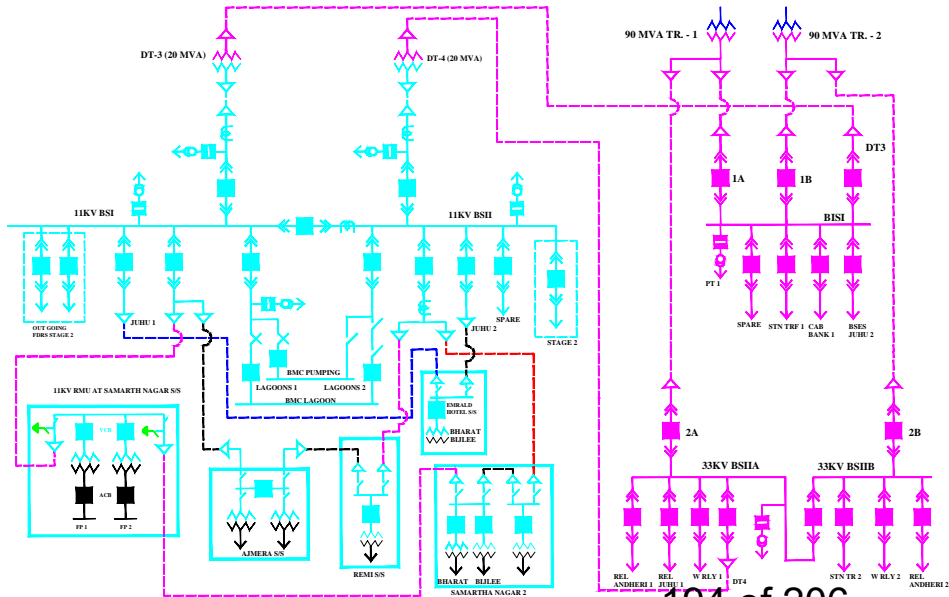 90 MVA TR. - 1
90 MVA TR. - 2
DT-3 (20 MVA)
DT-4 (20 MVA)
DT3
1A
1B
11KV BSI
11KV BSII
BISI
PT 1
OUT GOING
FDRS STAGE 2
JUHU 1
JUHU 2
SPARE
STAGE 2
SPARE
STN TRF 1
CAB
BANK 1
BSES
JUHU 2
BMC PUMPING
LAGOONS 1
LAGOONS 2
BMC LAGOON
11KV RMU AT SAMARTH NAGAR S/S
EMRALD
HOTEL S/S
BHARAT
BIJLEE
VCB
ACB
FP 1
FP 2
2A
2B
33KV BSIIA
33KV BSIIB
AJMERA S/S
REMI S/S
BHARAT
BIJLEE
SAMARTHA NAGAR 2
REL
ANDHERI 1
REL
JUHU 1
W RLY 1
DT4
STN TR 2
W RLY 2
REL
ANDHERI 2